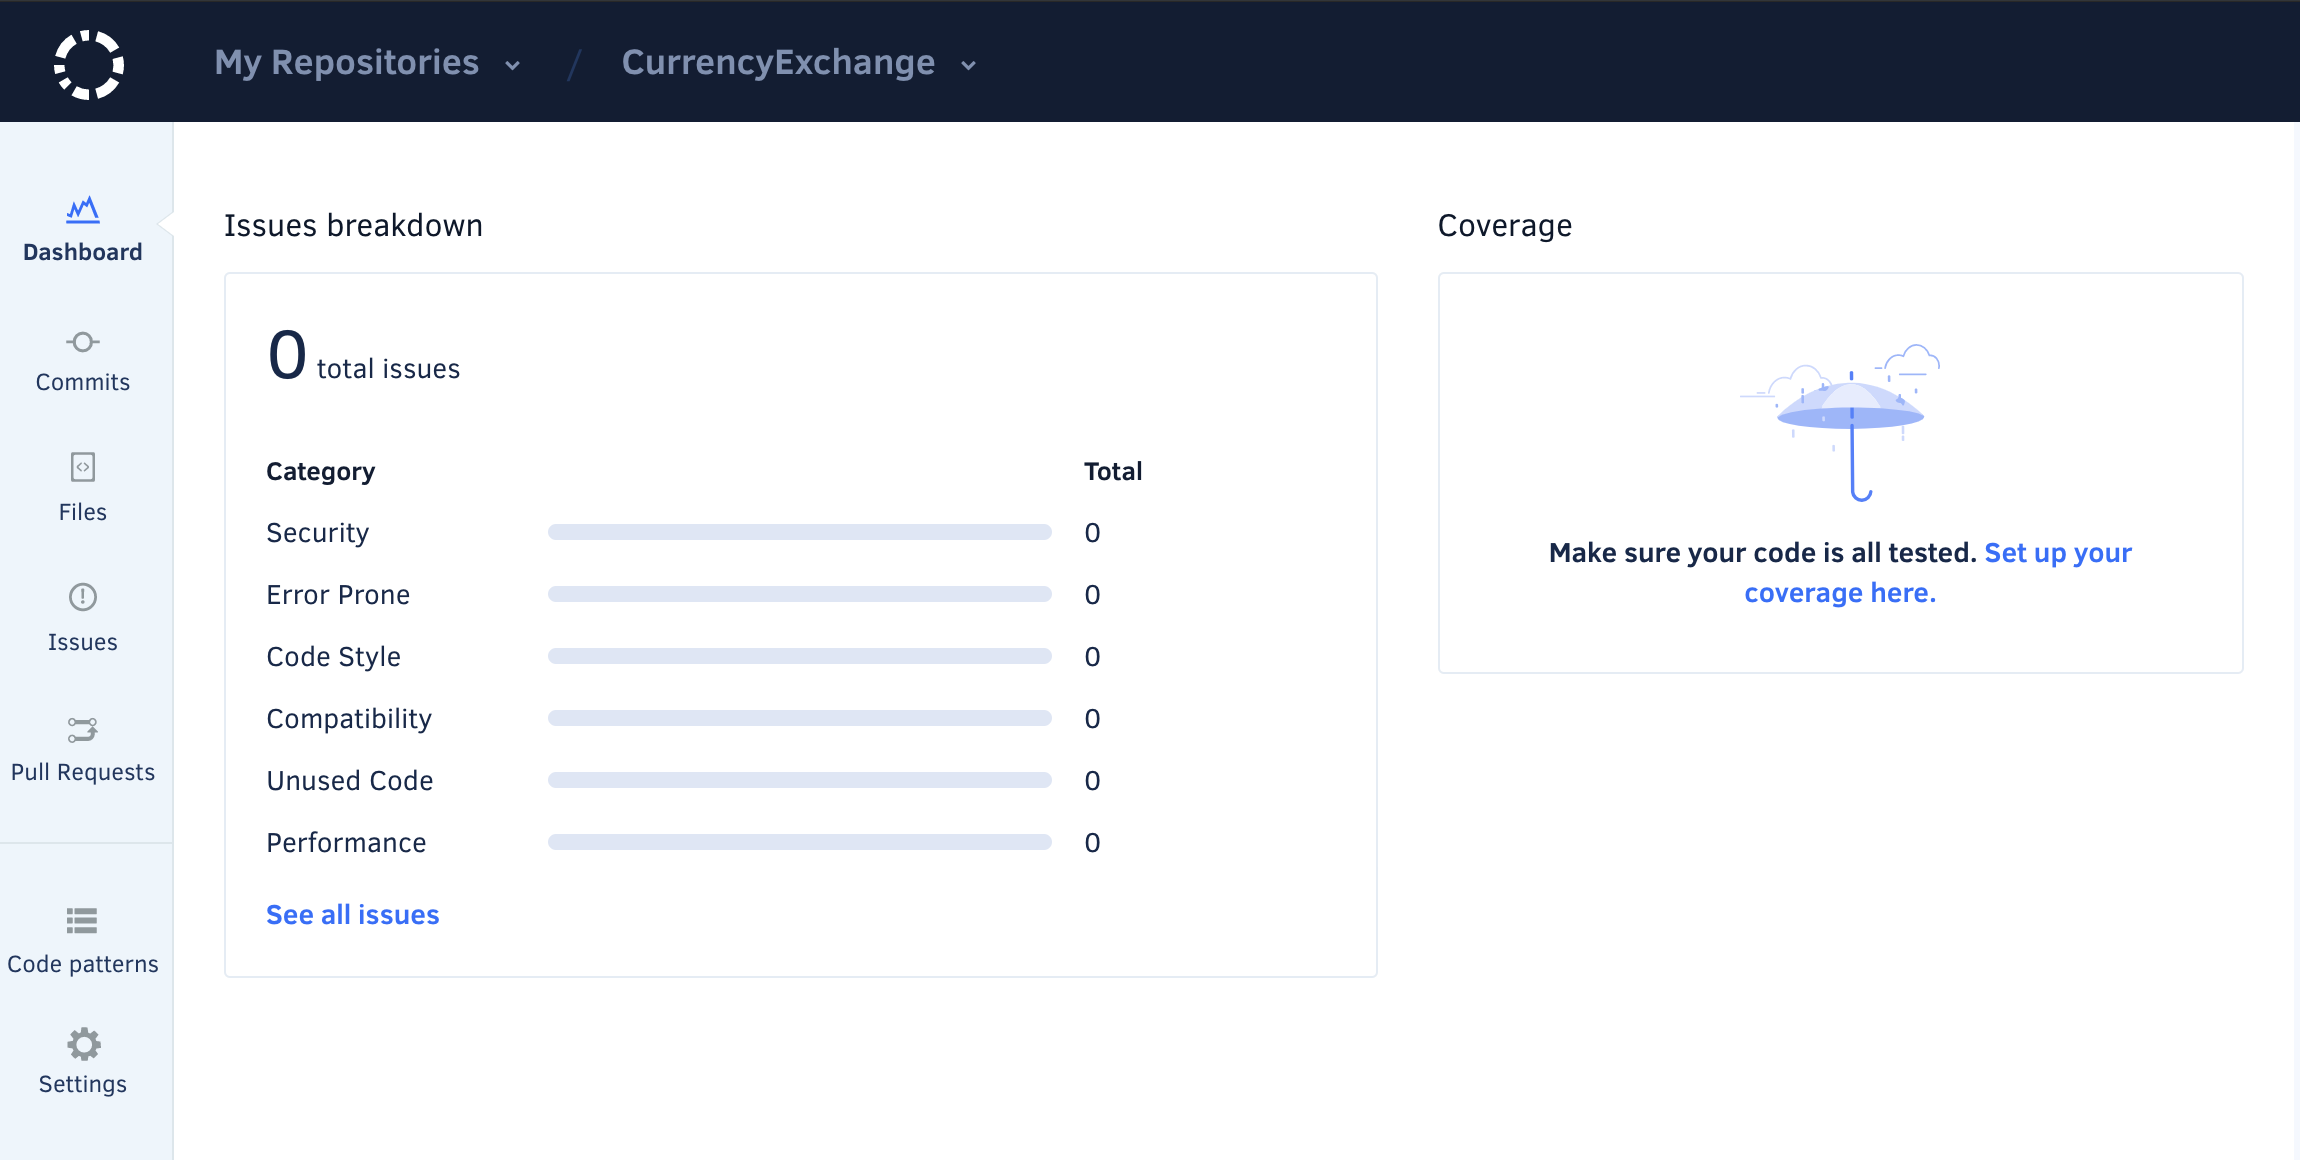 My Repositories / CurrencyExchange
Dashboard
Commits
Files
Issues
Pull Requests
Code patterns
Settings
Issues breakdown
0 total issues
Category Total
Security 0
Error Prone 0
Code Style 0
Compatibility 0
Unused Code 0
Performance 0
See all issues
Coverage
Make sure your code is all tested. Set up your
coverage here.